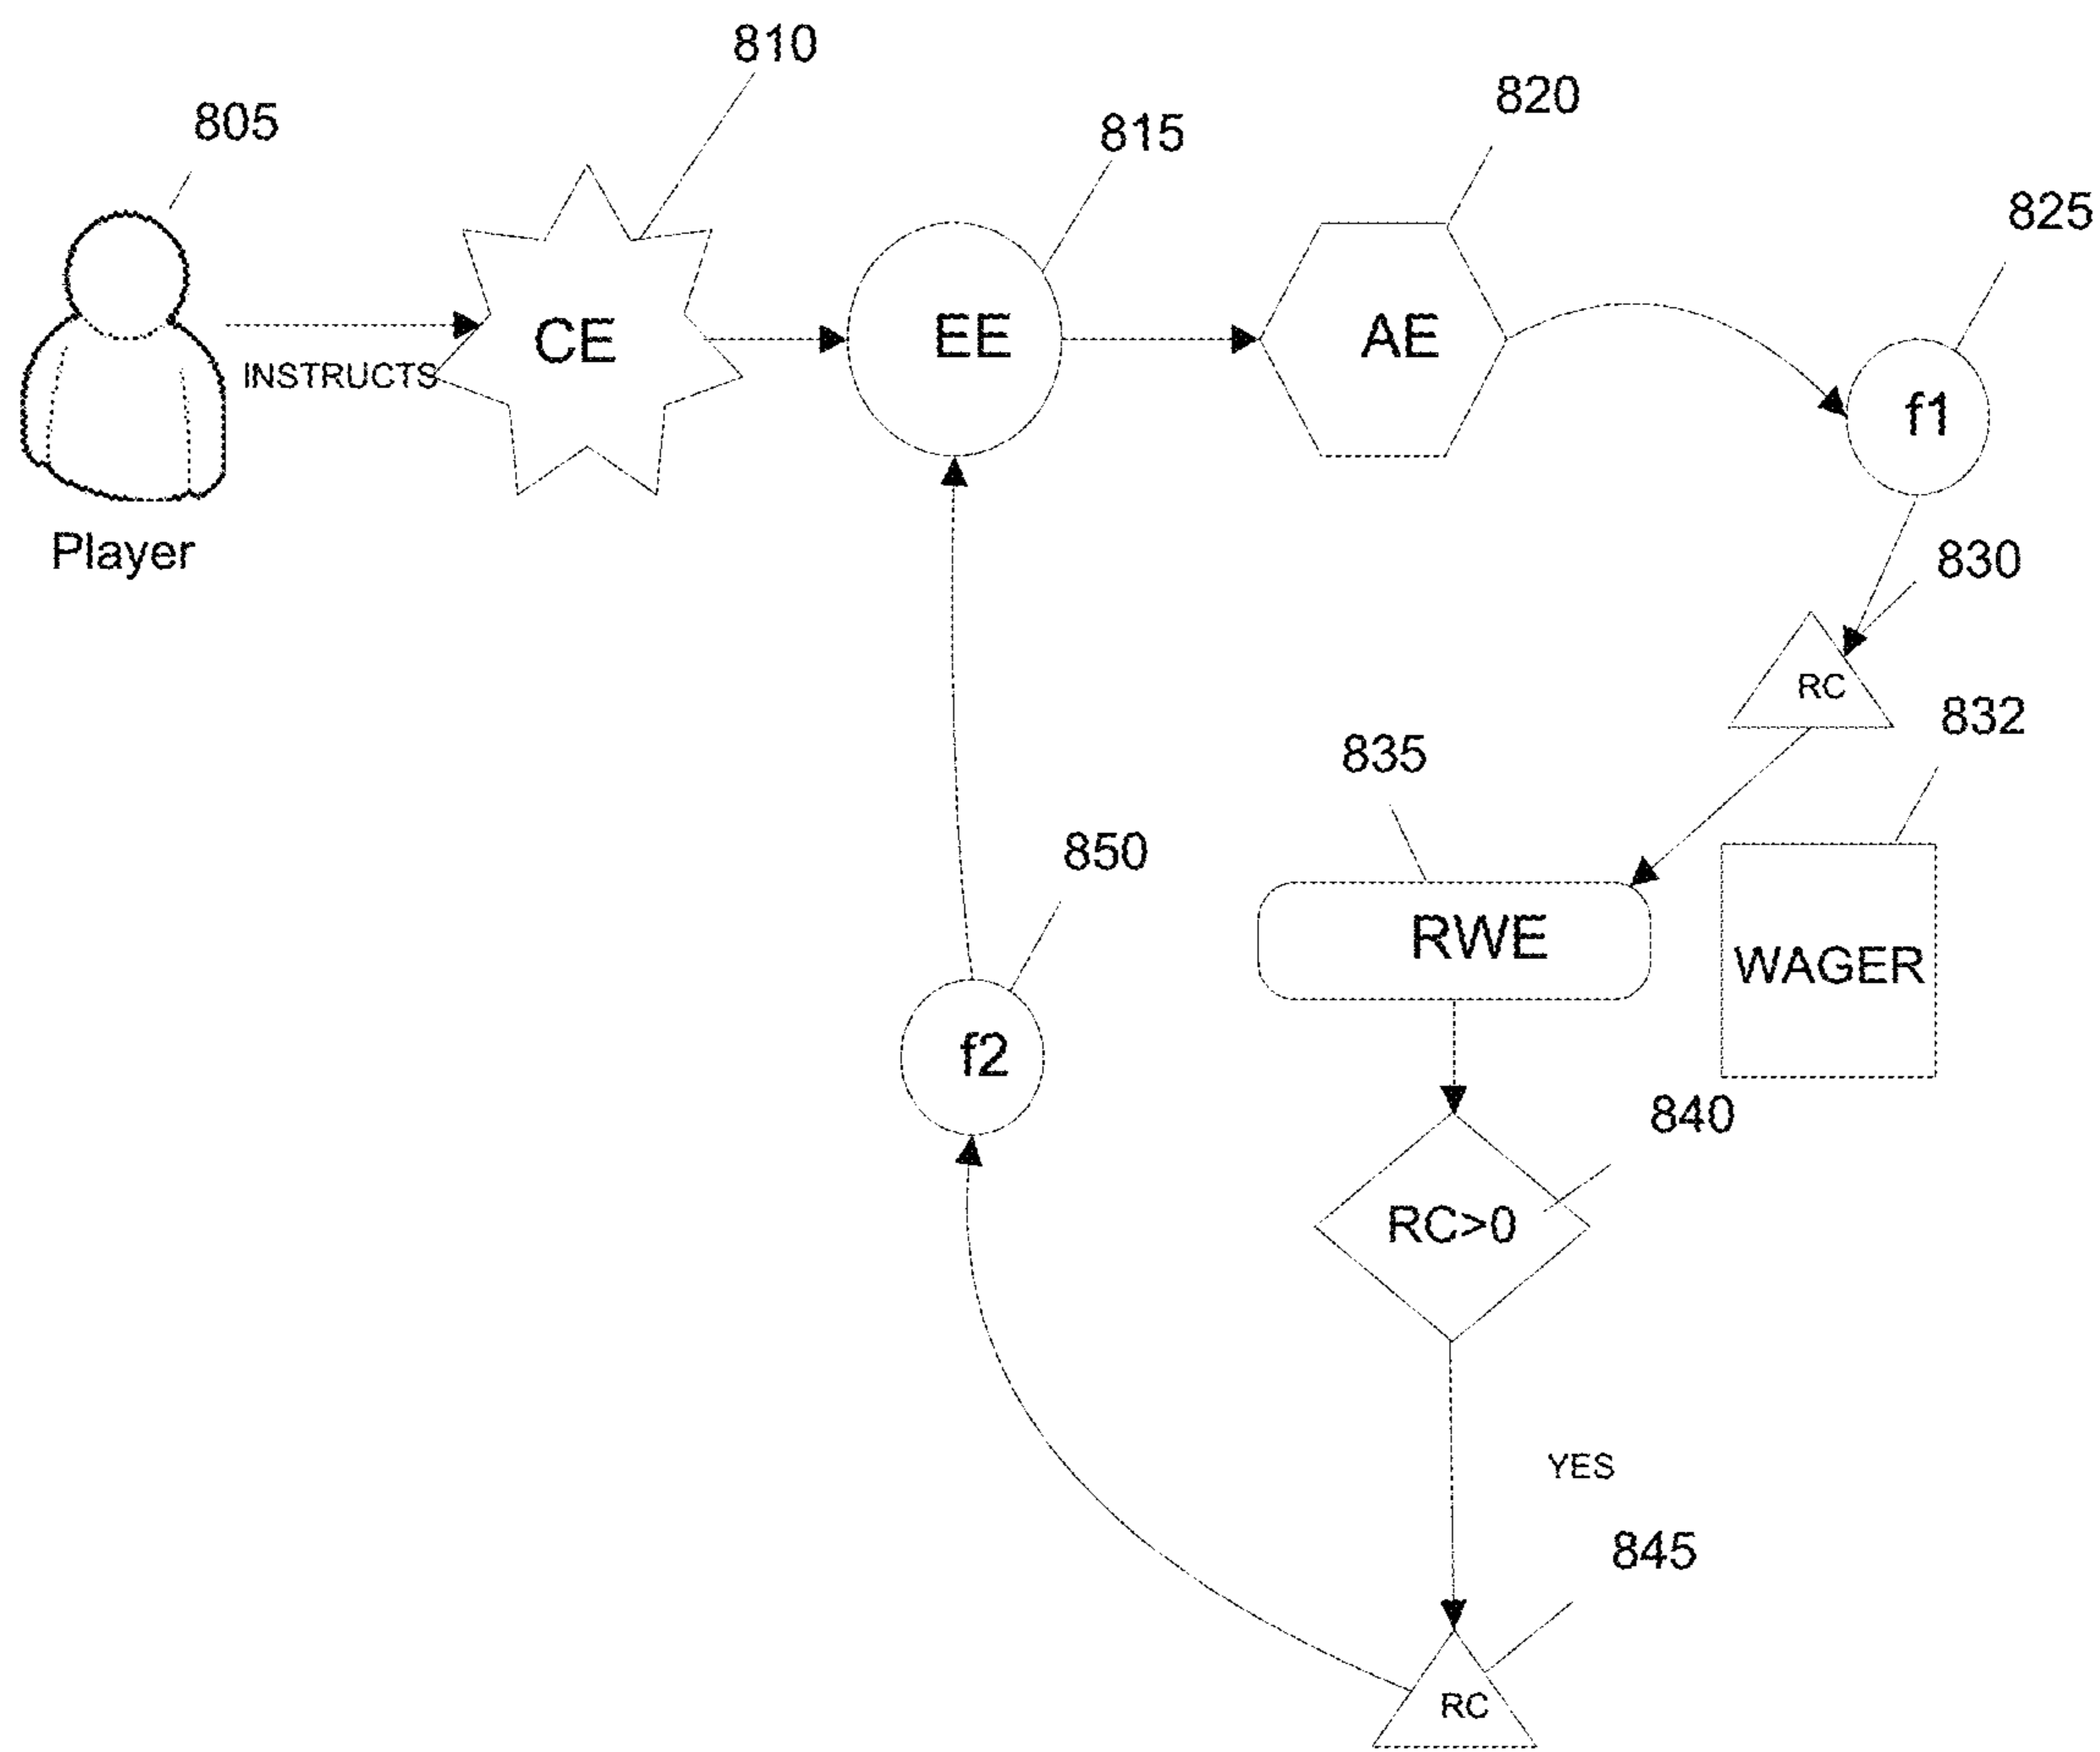 810
820
805
815
825
CE
EE
AE
INSTRUCTS
f1
Player
830
RC
832
835
850
RWE
WAGER
f2
840
RC>0
YES
845
RC